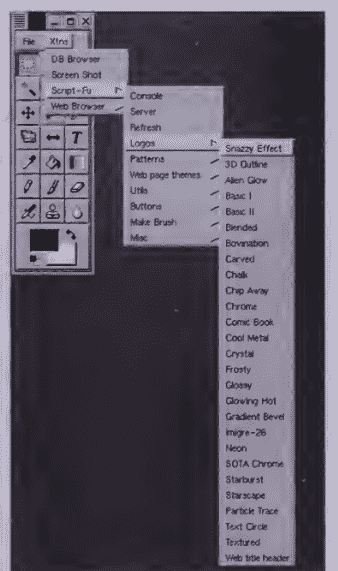 File Xtns
DB Browser
Screen Shot
Script-Fu
Web Browser
Console
Server
Refresh
Logos
Patterns
Web page themes
Utils
Buttons
Make Brush
Misc
Snazzy Effect
3D Outline
Alien Glow
Basic I
Basic II
Blended
Bovination
Carved
Chalk
Chip Away
Chrome
Comic Book
Cool Metal
Crystal
Frosty
Glossy
Glowing Hot
Gradient Bevel
Imigre-26
Neon
SOTA Chrome
Starburst
Starscape
Particle Trace
Text Circle
Textured
Web title header
T